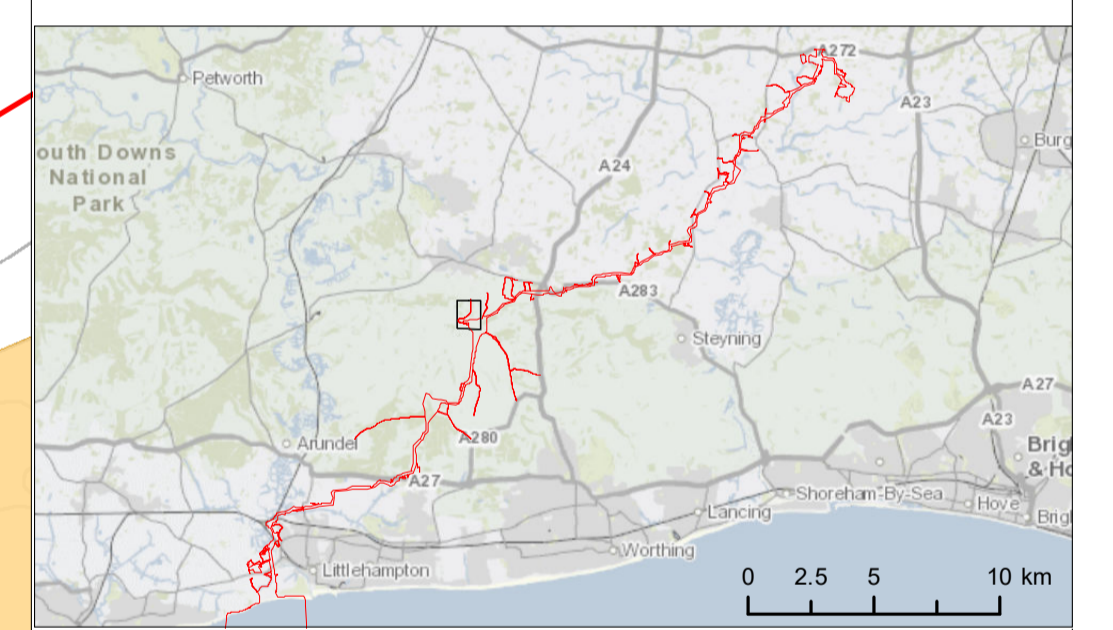 A272
Petworth
A23
Burg
outh Downs
National
Park
A24
A283
Steyning
A27
A23
Arundel
A280
Brig
& Ho
A27
Shoreham-By-Sea
Hove
Lancing
Brig
Worthing
Littlehampton
0 2.5 5 10 km